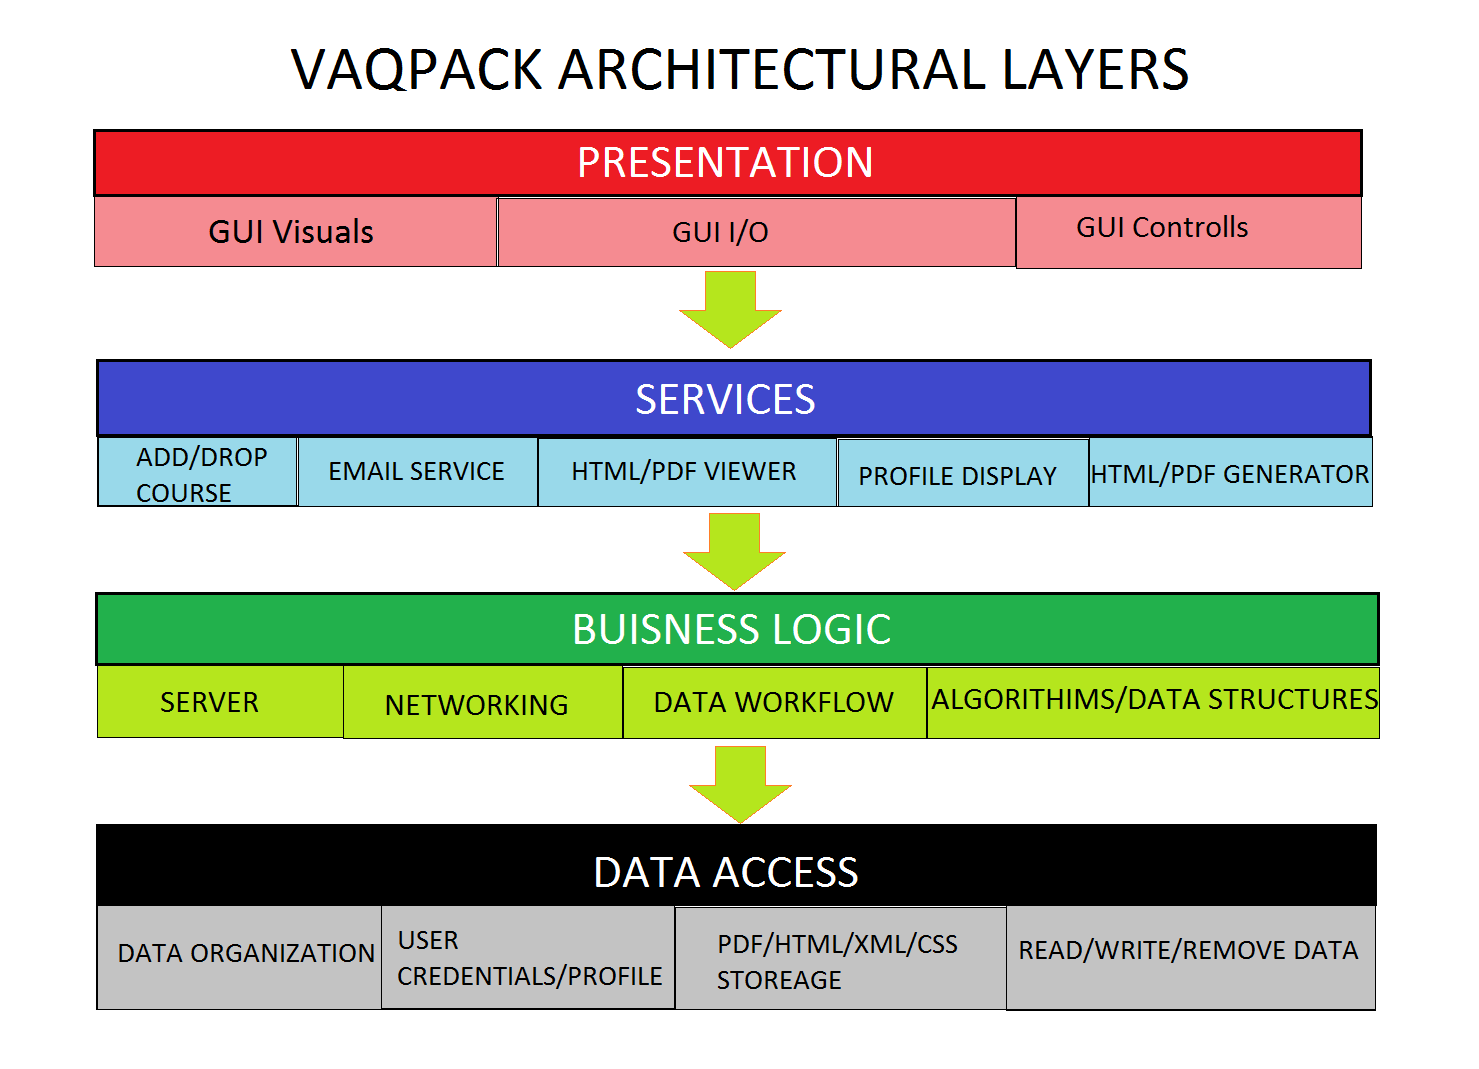 VAQPACK ARCHITECTURAL LAYERS
PRESENTATION
GUI Visuals
GUI I/O
GUI Controlls
SERVICES
ADD/DROP
COURSE
EMAIL SERVICE
HTML/PDF VIEWER
PROFILE DISPLAY
HTML/PDF GENERATOR
BUISNESS LOGIC
SERVER
NETWORKING
DATA WORKFLOW
ALGORITHIMS/DATA STRUCTURES
DATA ACCESS
DATA ORGANIZATION
USER
CREDENTIALS/PROFILE
PDF/HTML/XML/CSS
STOREAGE
READ/WRITE/REMOVE DATA